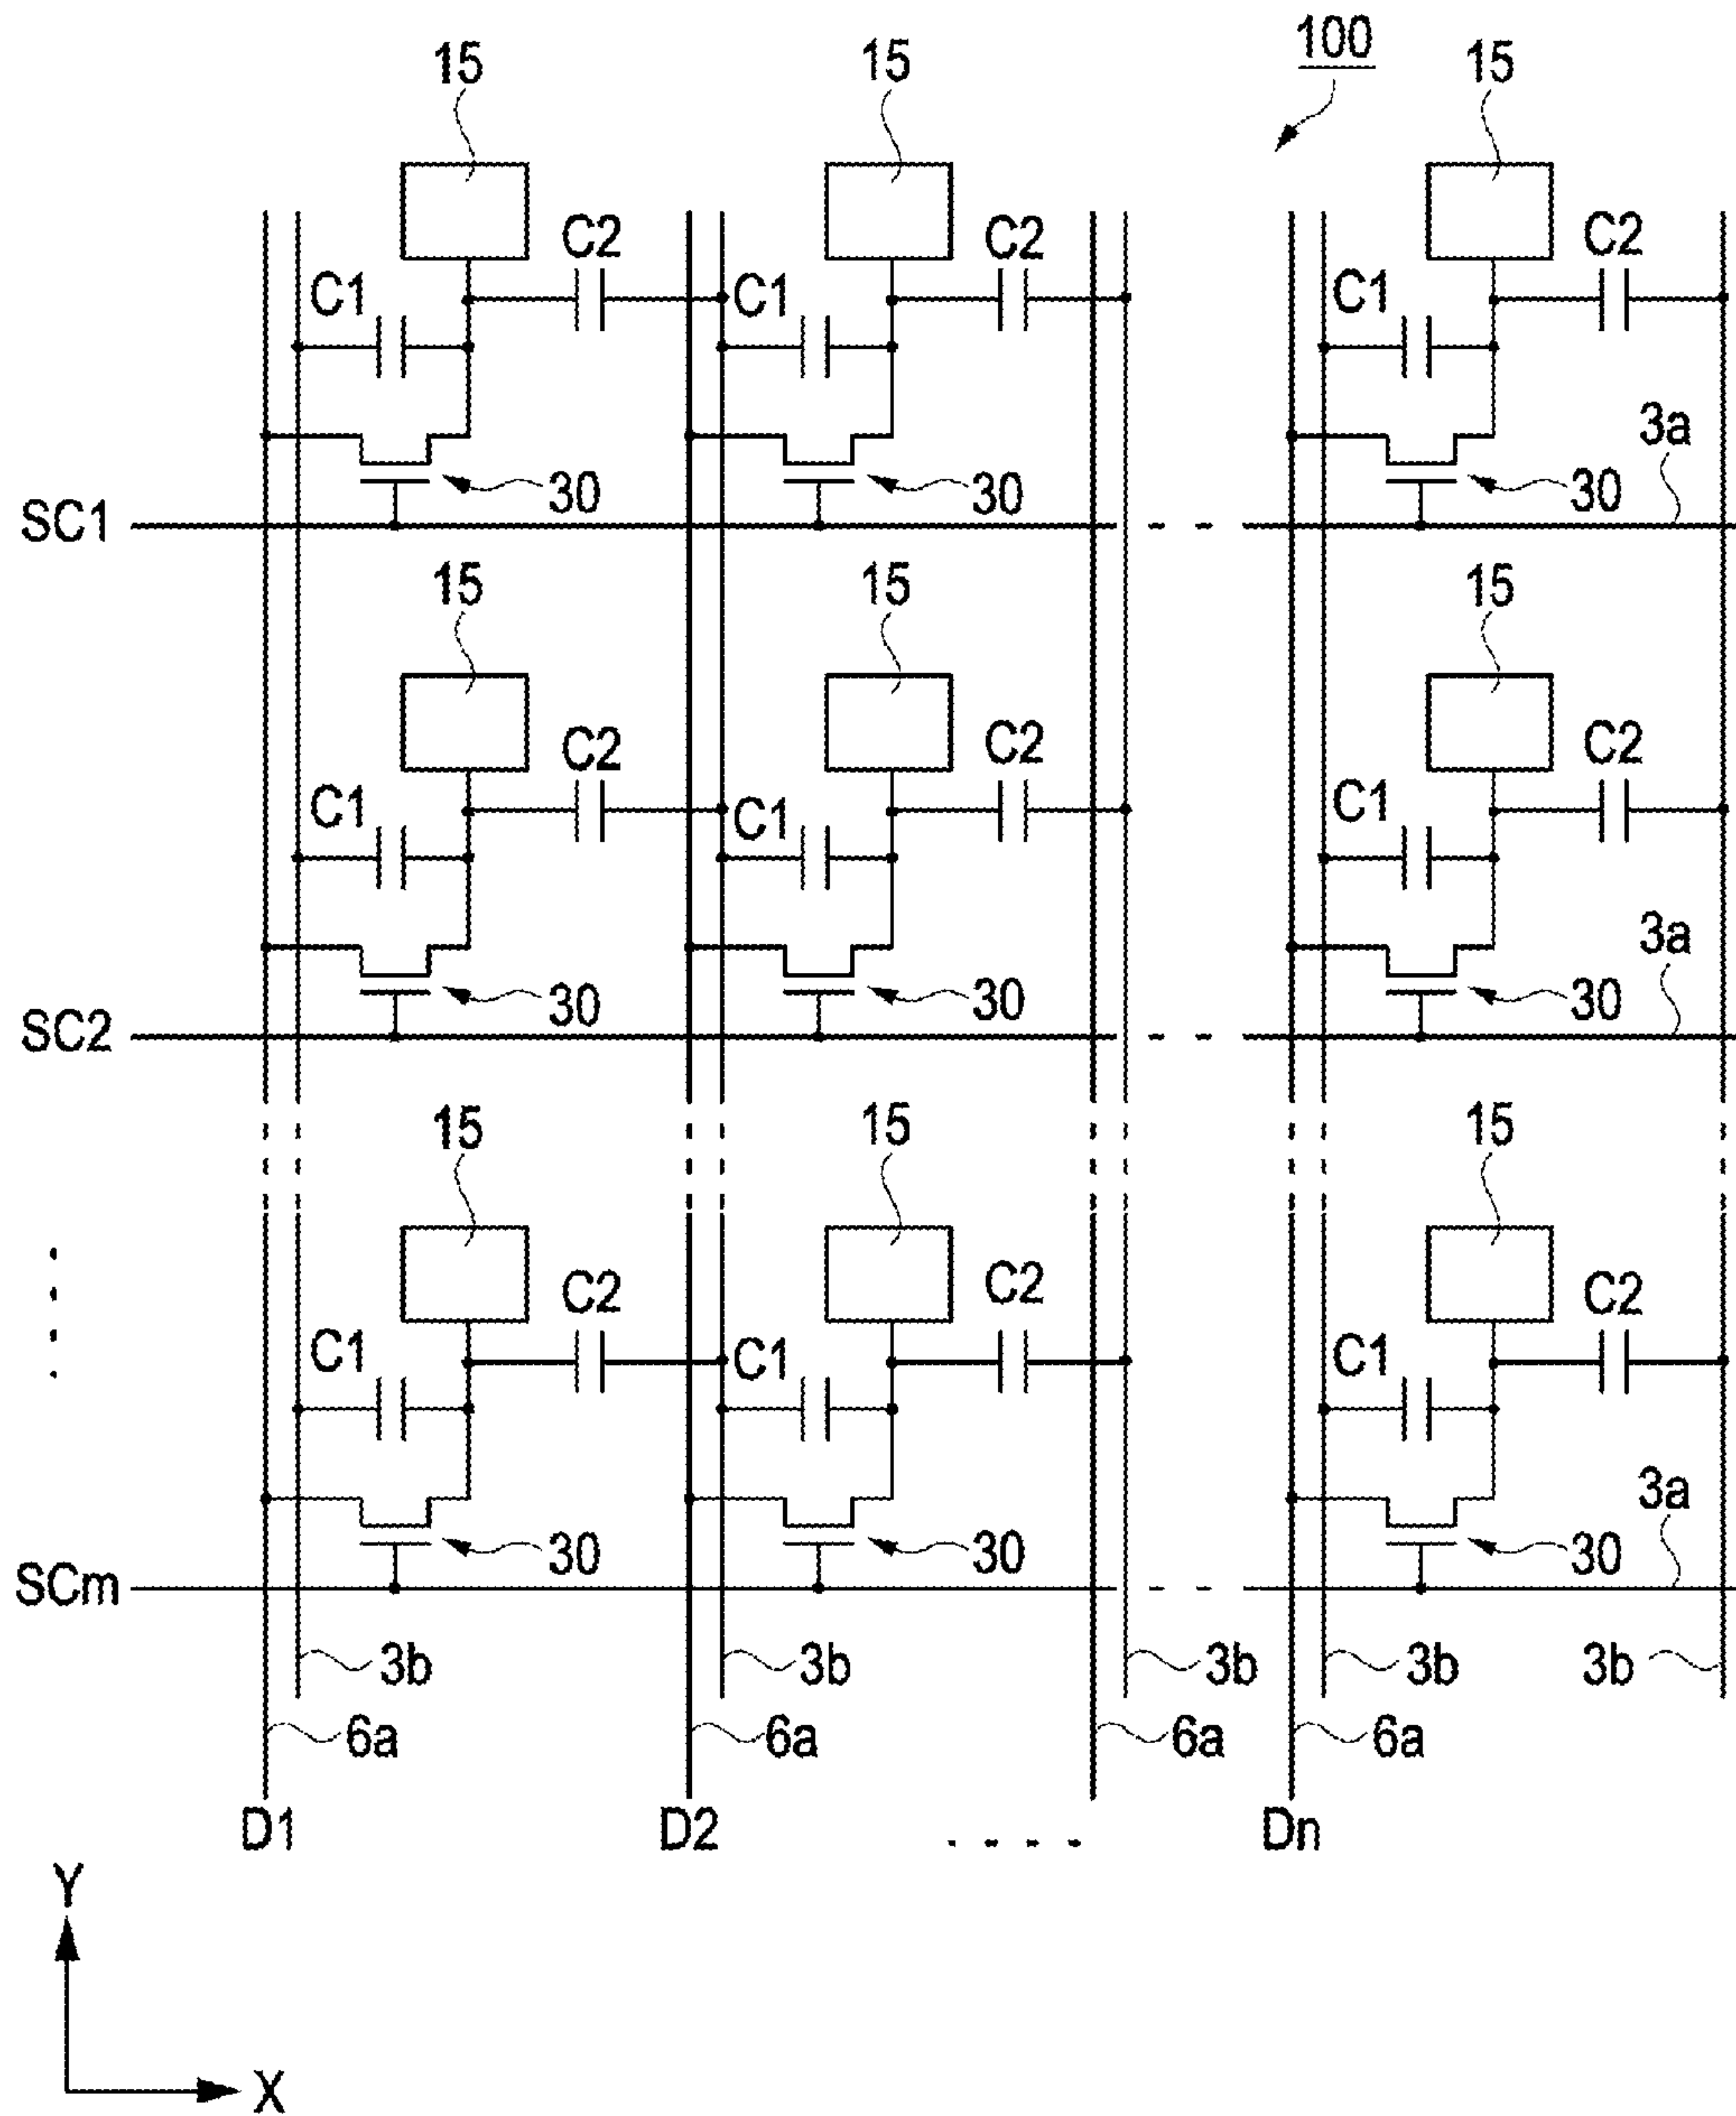 100
15 15 15
C2 C2 C2
C1 C1 C1
3a
30 30 30
SC1
15 15 15
C2 C2 C2
C1 C1 C1
3a
30 30 30
SC2
15 15 15
C2 C2 C2
C1 C1 C1
3a
30 30 30
SCm
3b 3b 3b 3b 3b
6a 6a 6a 6a
D1 D2 Dn
Y
X